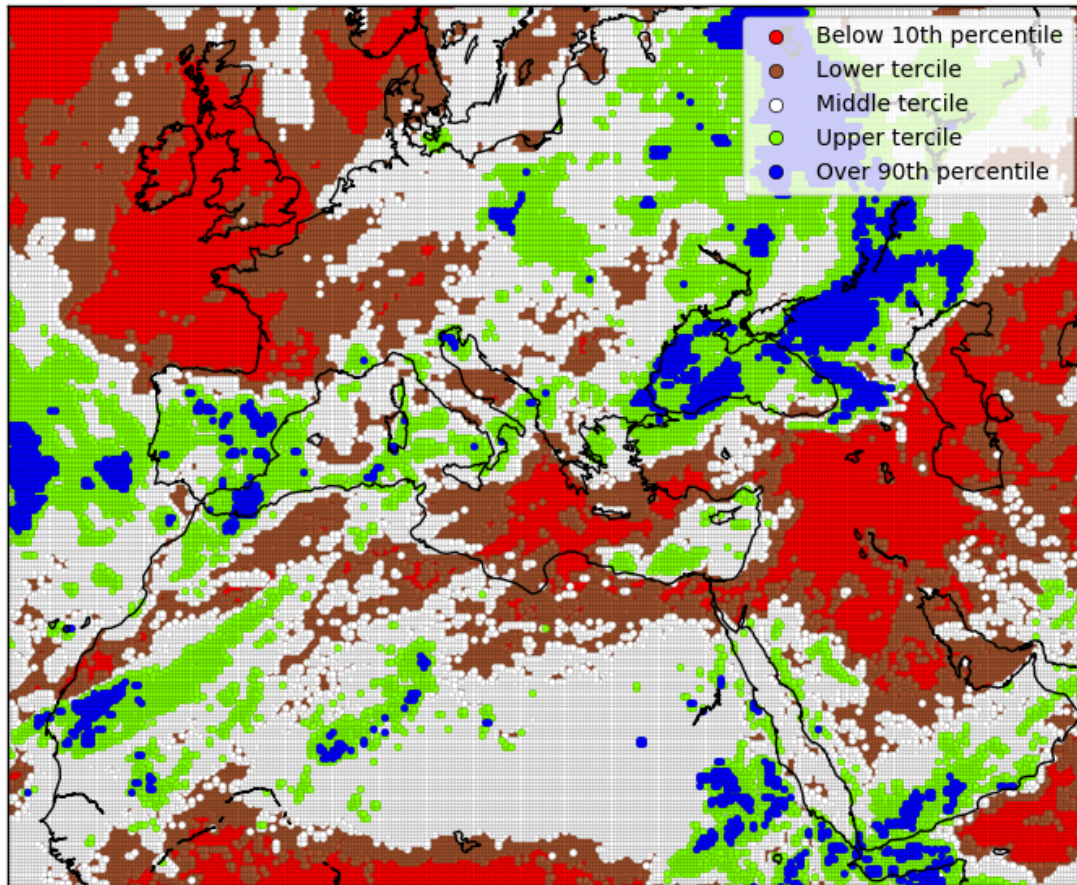 Below 10th percentile
Lower tercile
Middle tercile
Upper tercile
Over 90th percentile